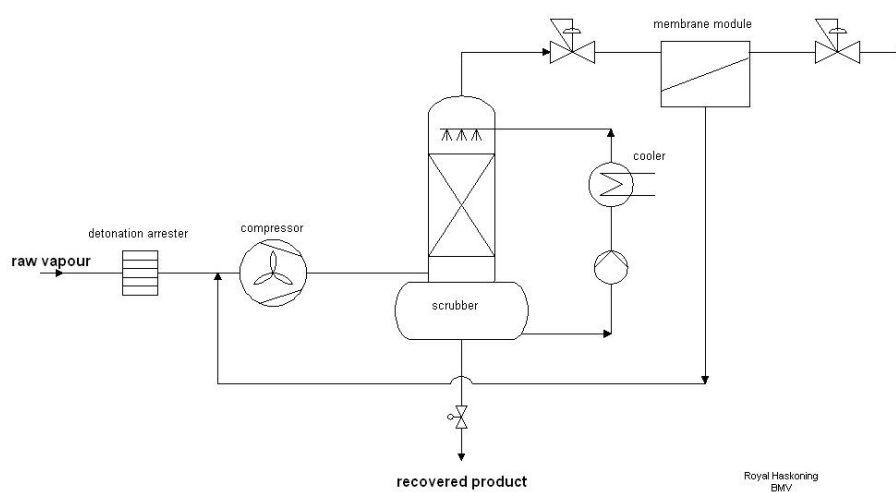 membrane module
cooler
detonation arrester
compressor
raw vapour
scrubber
recovered product
Royal Haskoning
BMV